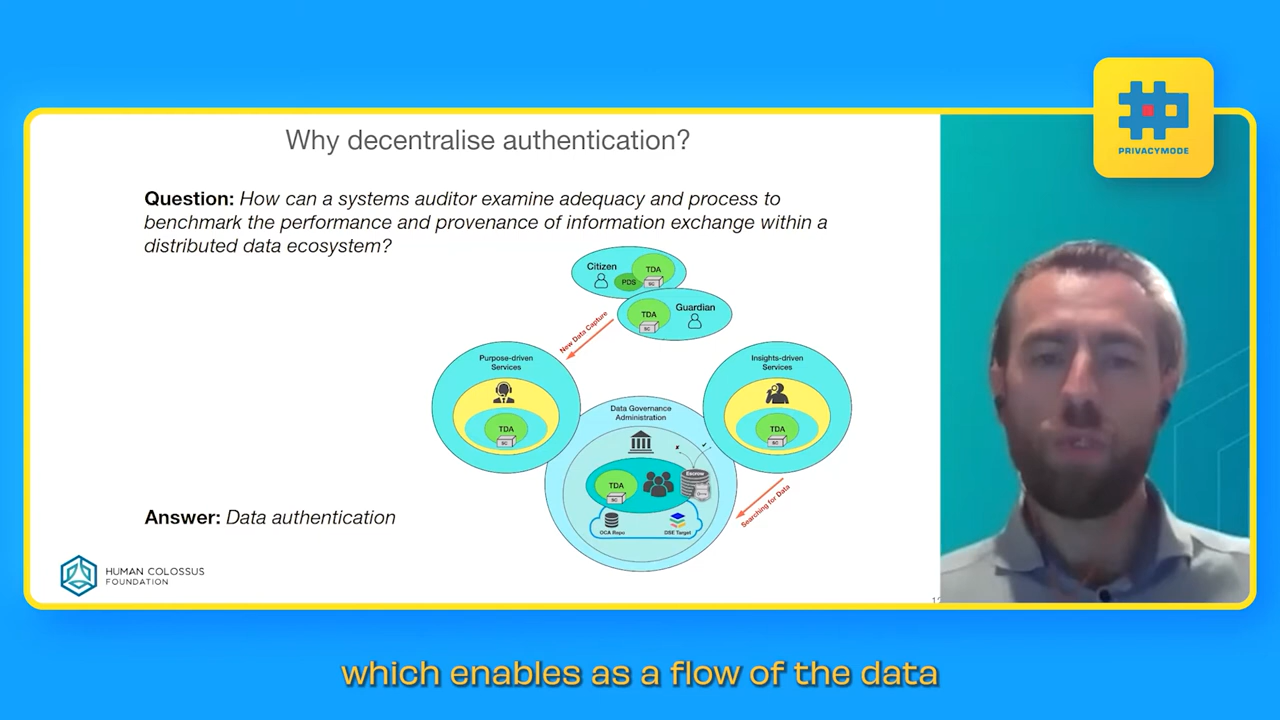 PRIVACYMODE
Why decentralise authentication?
Question: How can a systems auditor examine adequacy and process to
benchmark the performance and provenance of information exchange within a
distributed data ecosystem?
Citizen
TDA
PDS
SC
Guardian
TDA
SC
New Data Capture
Purpose-driven
Services
TDA
SC
Insights-driven
Services
TDA
SC
Data Governance
Administration
Escrow
TDA
SC
OCA Repo
DSE Target
Searching for Data
Answer: Data authentication
HUMAN COLOSSUS
FOUNDATION
which enables as a flow of the data